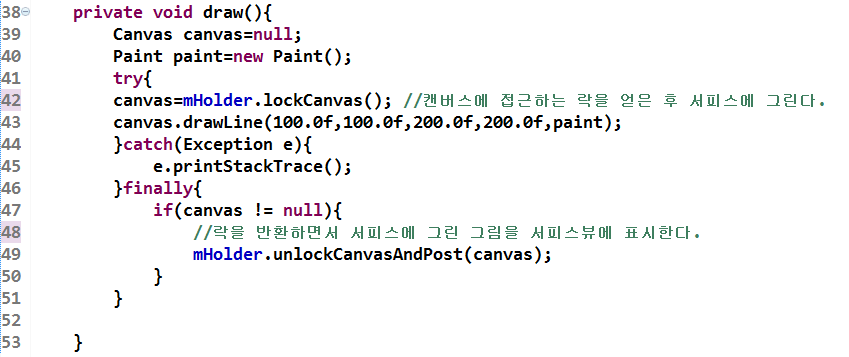 38 private void draw(){
39 Canvas canvas=null;
40 Paint paint=new Paint();
41 try{
42 canvas=mHolder.lockCanvas(); //캔버스에 접근하는 락을 얻은 후 서피스에 그린다.
43 canvas.drawLine(100.0f,100.0f,200.0f,200.0f,paint);
44 }catch(Exception e){
45 e.printStackTrace();
46 }finally{
47 if(canvas != null){
48 //락을 반환하면서 서피스에 그린 그림을 서피스뷰에 표시한다.
49 mHolder.unlockCanvasAndPost(canvas);
50 }
51 }
52
53 }